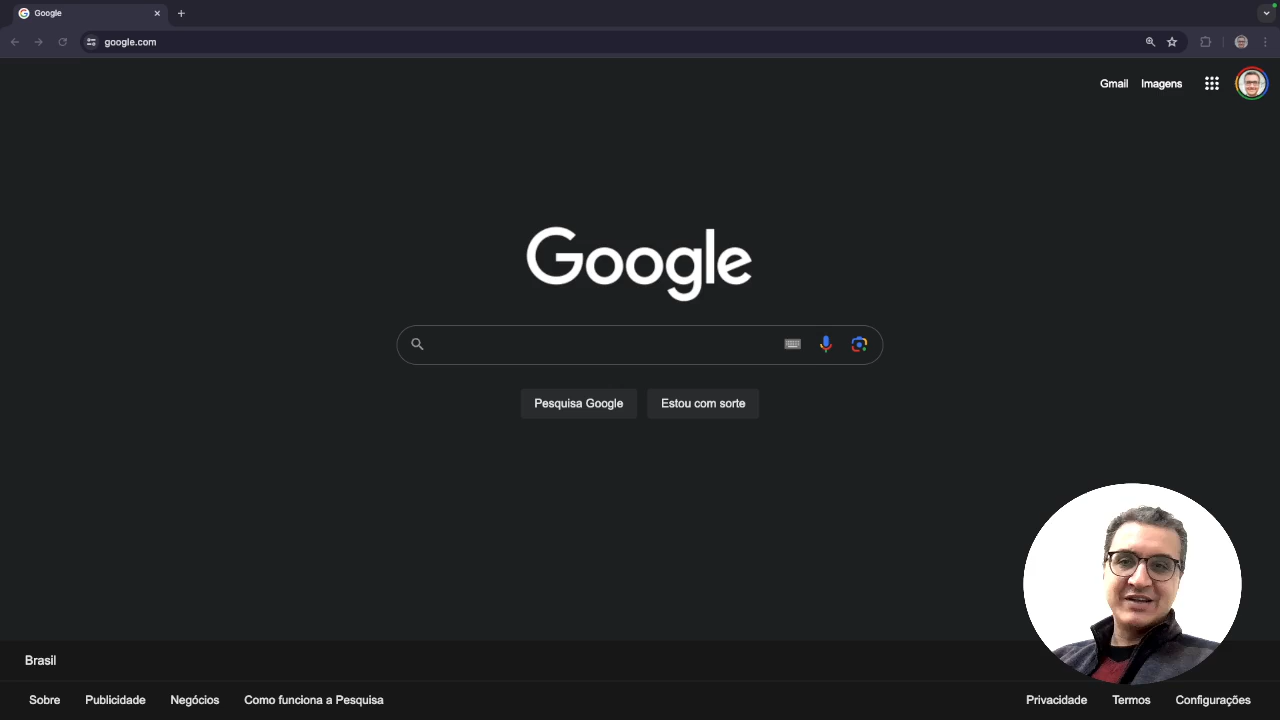 Google
google.com
Gmail Imagens
Google
Pesquisa Google Estou com sorte
Brasil
Sobre Publicidade Negócios Como funciona a Pesquisa Privacidade Termos Configurações